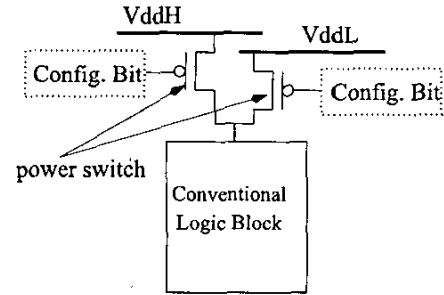 VddH
VddL
Config. Bit
Config. Bit
power switch
Conventional
Logic Block